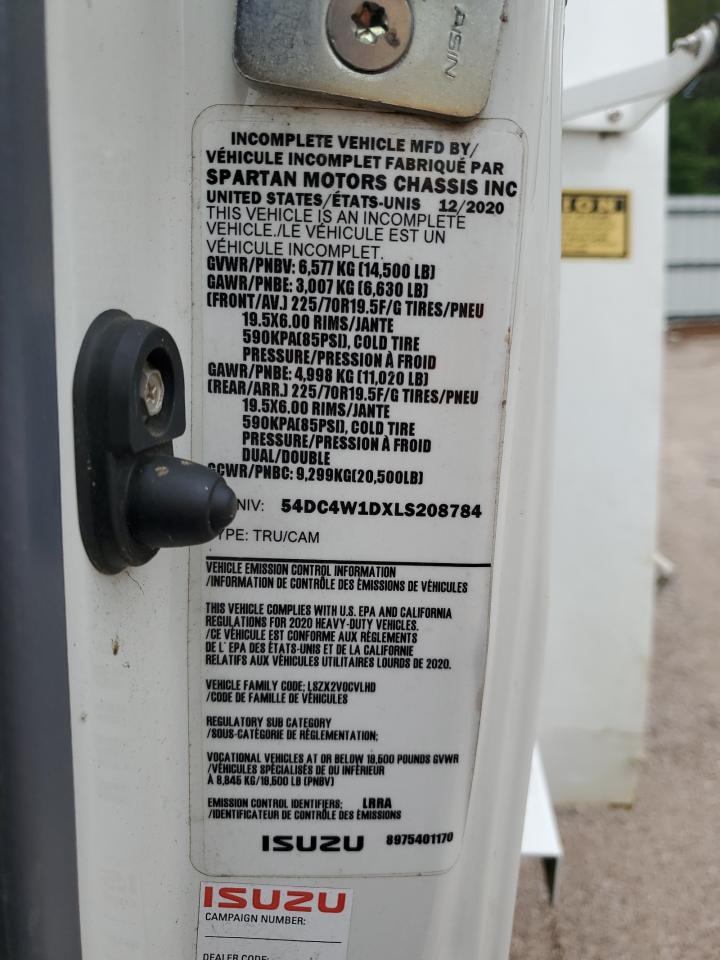 AISIN
INCOMPLETE VEHICLE MFD BY/
VÉHICULE INCOMPLET FABRIQUÉ PAR
SPARTAN MOTORS CHASSIS INC
UNITED STATES/ÉTATS-UNIS 12/2020
THIS VEHICLE IS AN INCOMPLETE
VEHICLE./LE VÉHICULE EST UN
VÉHICULE INCOMPLET.
GVWR/PNBV: 6,577 KG (14,500 LB)
GAWR/PNBE: 3,007 KG (6,630 LB)
(FRONT/AV.) 225/70R19.5F/G TIRES/PNEU
19.5X6.00 RIMS/JANTE
590KPA(85PSI), COLD TIRE
PRESSURE/PRESSION À FROID
GAWR/PNBE: 4,998 KG (11,020 LB)
(REAR/ARR.) 225/70R19.5F/G TIRES/PNEU
19.5X6.00 RIMS/JANTE
590KPA(85PSI), COLD TIRE
PRESSURE/PRESSION À FROID
DUAL/DOUBLE
GCWR/PNBC: 9,299KG(20,500LB)
NIV: 54DC4W1DXLS208784
YPE: TRU/CAM
VEHICLE EMISSION CONTROL INFORMATION
/INFORMATION DE CONTRÔLE DES ÉMISSIONS DE VÉHICULES
THIS VEHICLE COMPLIES WITH U.S. EPA AND CALIFORNIA
REGULATIONS FOR 2020 HEAVY-DUTY VEHICLES.
/CE VÉHICULE EST CONFORME AUX RÈGLEMENTS
DE L' EPA DES ÉTATS-UNIS ET DE LA CALIFORNIE
RELATIFS AUX VÉHICULES UTILITAIRES LOURDS DE 2020.
VEHICLE FAMILY CODE: LSZX2VOCVLHD
/CODE DE FAMILLE DE VÉHICULES
REGULATORY SUB CATEGORY
/SOUS-CATÉGORIE DE RÉGLEMENTATION:
VOCATIONAL VEHICLES AT OR BELOW 19,500 POUNDS GVWR
/VÉHICULES SPÉCIALISÉS DE OU INFÉRIEUR
À 8,845 KG/19,500 LB (PNBV)
EMISSION CONTROL IDENTIFIERS: LRRA
/IDENTIFICATEUR DE CONTRÔLE DES ÉMISSIONS
ISUZU 8975401170
ISUZU
CAMPAIGN NUMBER:
DEALER CODE: